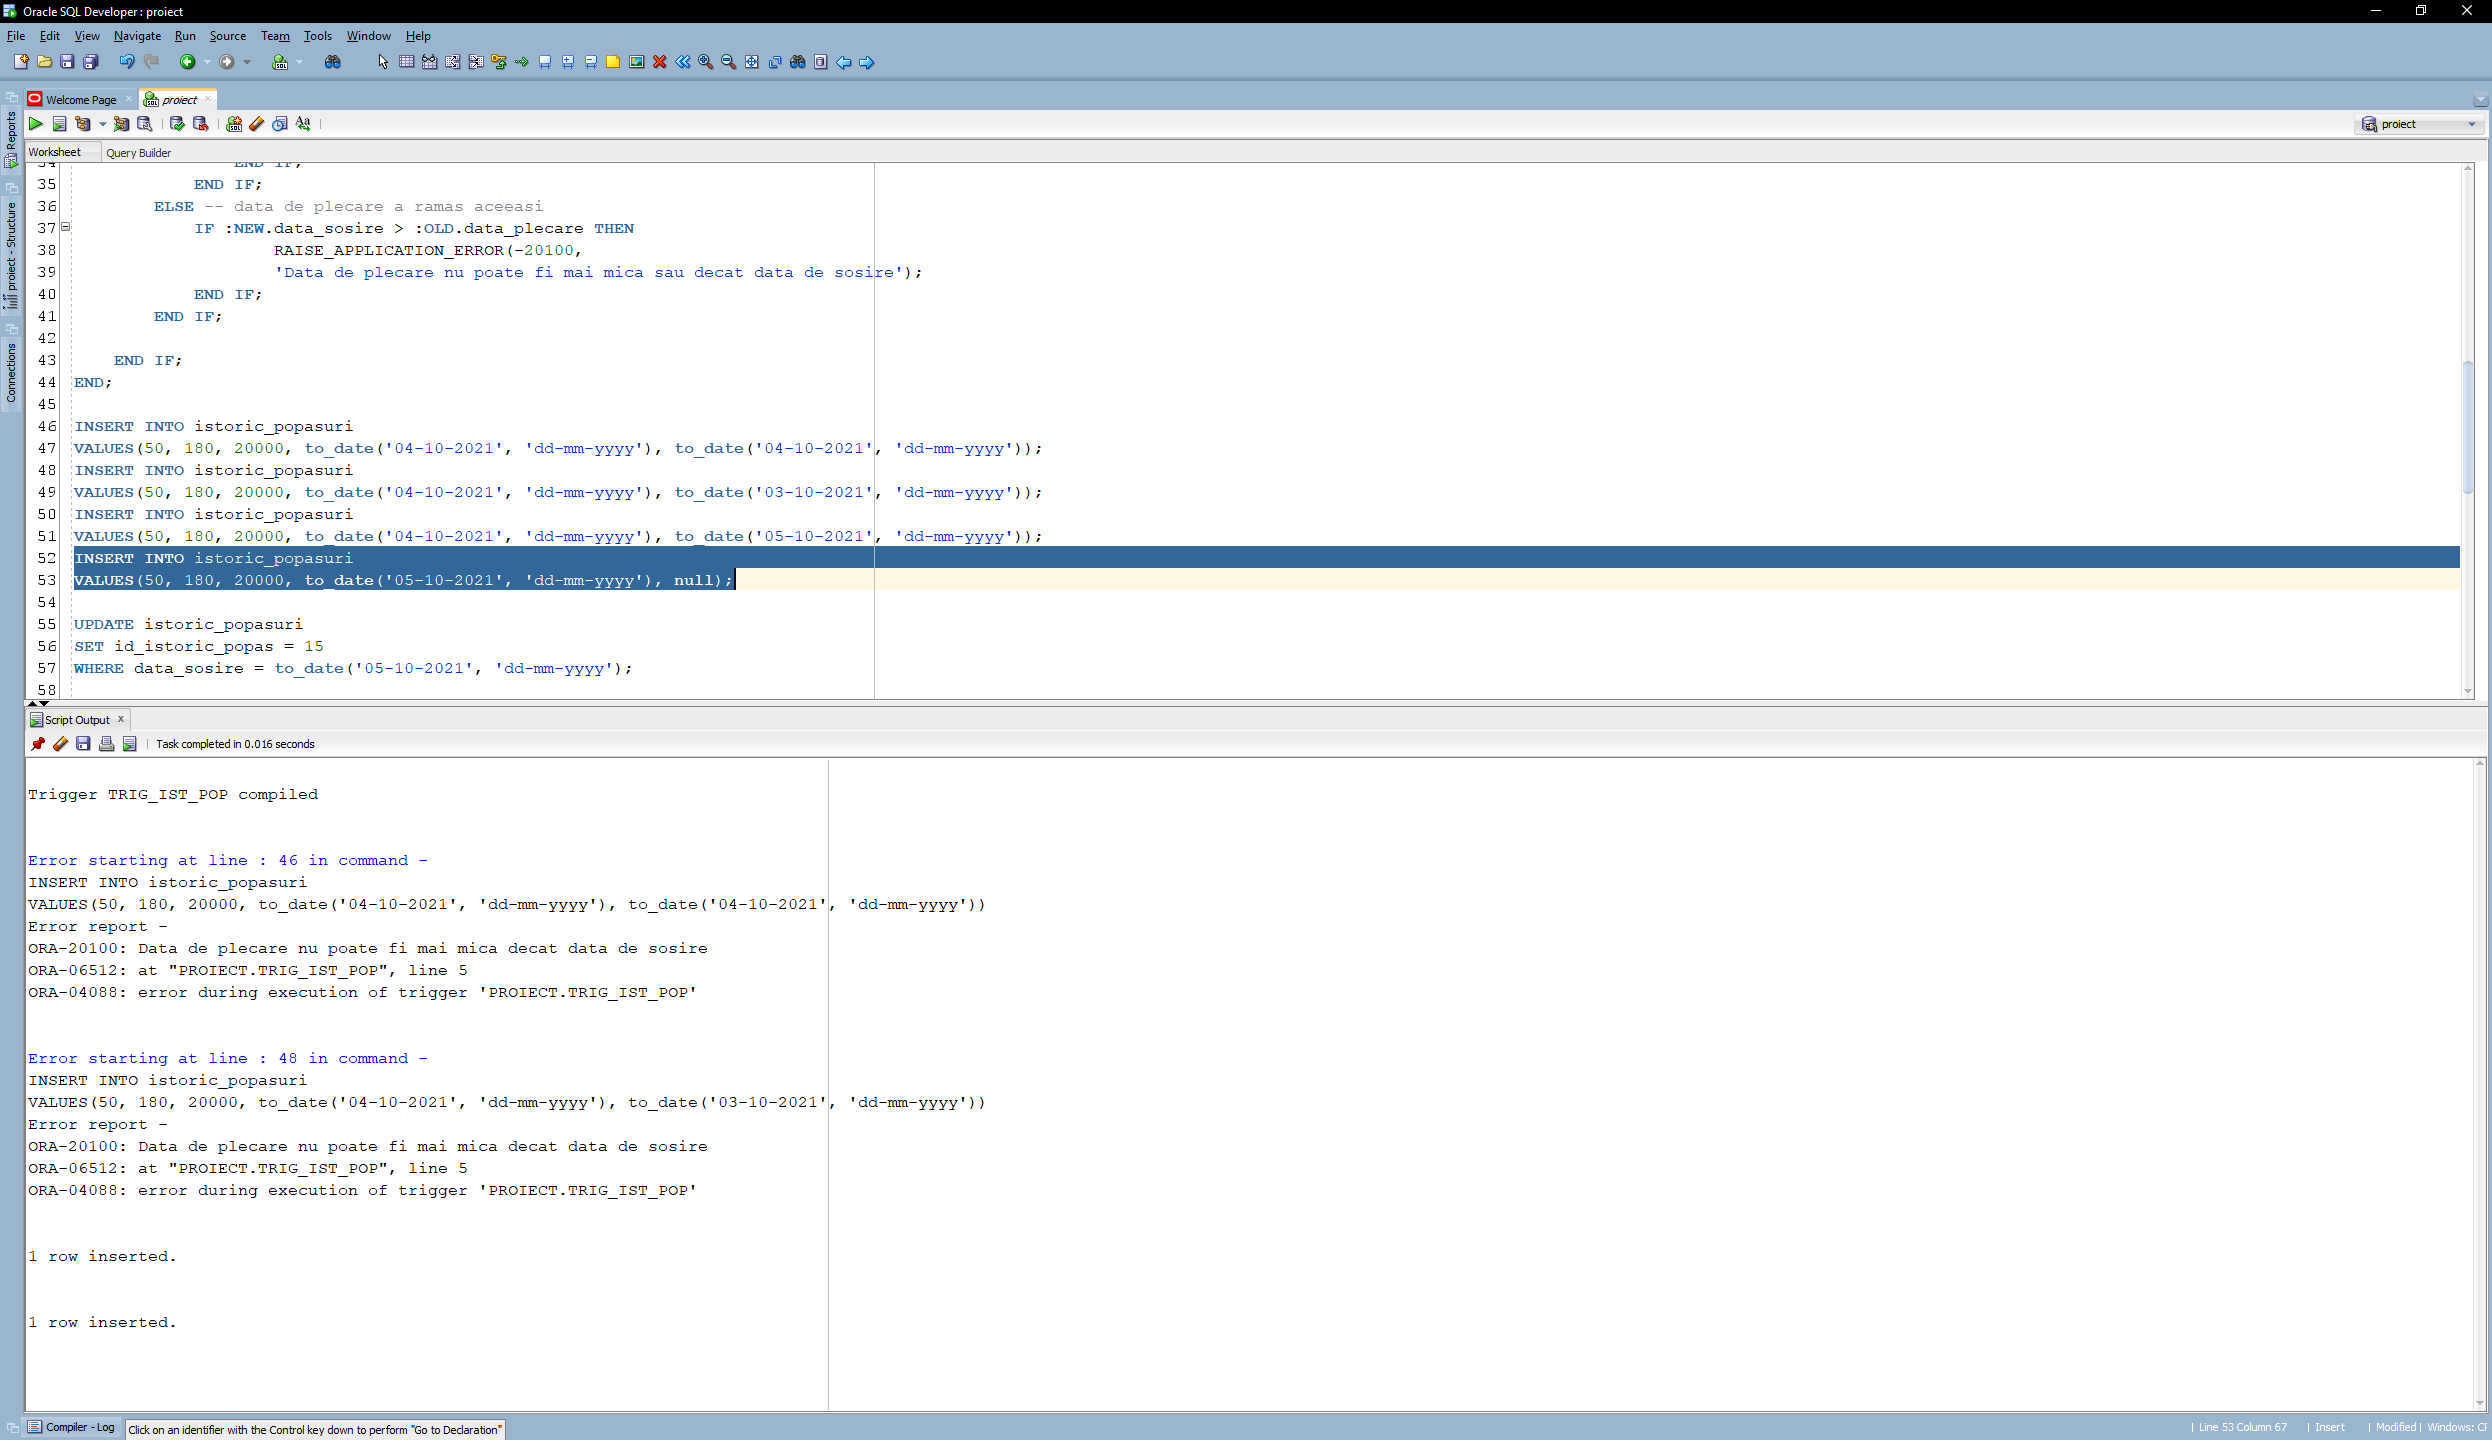 Oracle SQL Developer : proiect
File Edit View Navigate Run Source Team Tools Window Help
Welcome Page proiect
proiect
Worksheet Query Builder
34 END IF;
35 END IF;
36 ELSE -- data de plecare a ramas aceeasi
37 IF :NEW.data_sosire > :OLD.data_plecare THEN
38 RAISE_APPLICATION_ERROR(-20100,
39 'Data de plecare nu poate fi mai mica sau decat data de sosire');
40 END IF;
41 END IF;
42
43 END IF;
44 END;
45
46 INSERT INTO istoric_popasuri
47 VALUES(50, 180, 20000, to_date('04-10-2021', 'dd-mm-yyyy'), to_date('04-10-2021', 'dd-mm-yyyy'));
48 INSERT INTO istoric_popasuri
49 VALUES(50, 180, 20000, to_date('04-10-2021', 'dd-mm-yyyy'), to_date('03-10-2021', 'dd-mm-yyyy'));
50 INSERT INTO istoric_popasuri
51 VALUES(50, 180, 20000, to_date('04-10-2021', 'dd-mm-yyyy'), to_date('05-10-2021', 'dd-mm-yyyy'));
52 INSERT INTO istoric_popasuri
53 VALUES(50, 180, 20000, to_date('05-10-2021', 'dd-mm-yyyy'), null);
54
55 UPDATE istoric_popasuri
56 SET id_istoric_popas = 15
57 WHERE data_sosire = to_date('05-10-2021', 'dd-mm-yyyy');
58
Reports
proiect - Structure
Connections
Script Output
Task completed in 0.016 seconds
Trigger TRIG_IST_POP compiled
Error starting at line : 46 in command -
INSERT INTO istoric_popasuri
VALUES(50, 180, 20000, to_date('04-10-2021', 'dd-mm-yyyy'), to_date('04-10-2021', 'dd-mm-yyyy'))
Error report -
ORA-20100: Data de plecare nu poate fi mai mica decat data de sosire
ORA-06512: at "PROIECT.TRIG_IST_POP", line 5
ORA-04088: error during execution of trigger 'PROIECT.TRIG_IST_POP'
Error starting at line : 48 in command -
INSERT INTO istoric_popasuri
VALUES(50, 180, 20000, to_date('04-10-2021', 'dd-mm-yyyy'), to_date('03-10-2021', 'dd-mm-yyyy'))
Error report -
ORA-20100: Data de plecare nu poate fi mai mica decat data de sosire
ORA-06512: at "PROIECT.TRIG_IST_POP", line 5
ORA-04088: error during execution of trigger 'PROIECT.TRIG_IST_POP'
1 row inserted.
1 row inserted.
Compiler - Log Click on an identifier with the Control key down to perform "Go to Declaration" | Line 53 Column 67 | Insert | Modified | Windows: CF